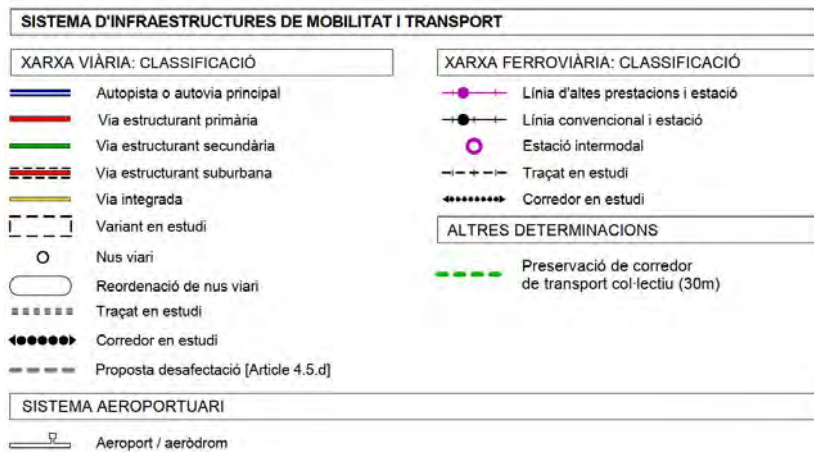 SISTEMA D'INFRAESTRUCTURES DE MOBILITAT I TRANSPORT
XARXA VIÀRIA: CLASSIFICACIÓ
Autopista o autovia principal
Via estructurant primària
Via estructurant secundària
Via estructurant suburbana
Via integrada
Variant en estudi
Nus viari
Reordenació de nus viari
Traçat en estudi
Corredor en estudi
Proposta desafectació [Article 4.5.d]
XARXA FERROVIÀRIA: CLASSIFICACIÓ
Línia d'altes prestacions i estació
Línia convencional i estació
Estació intermodal
Traçat en estudi
Corredor en estudi
ALTRES DETERMINACIONS
Preservació de corredor
de transport col·lectiu (30m)
SISTEMA AEROPORTUARI
Aeroport / aeròdrom